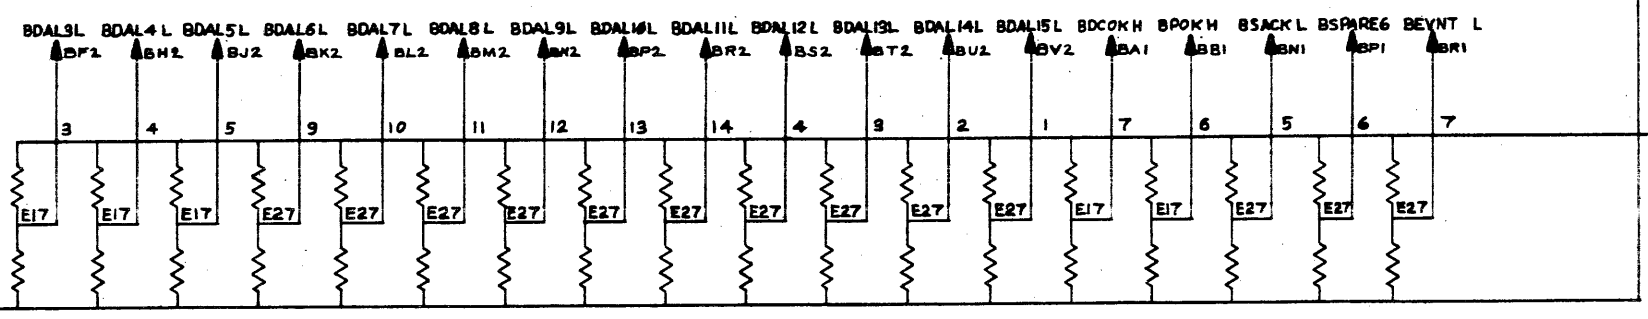 BDAL3L BDAL4L BDAL5L BDAL6L BDAL7L BDAL8L BDAL9L BDAL10L BDAL11L BDAL12L BDAL13L BDAL14L BDAL15L BDCOKH BPOKH BSACKL BSPARE6 BEVNT L
BF2 BH2 BJ2 BK2 BL2 BM2 BN2 BP2 BR2 BS2 BT2 BU2 BV2 BA1 BB1 BN1 BP1 BR1
3 4 5 9 10 11 12 13 14 4 3 2 1 7 6 5 6 7
E17 E17 E17 E27 E27 E27 E27 E27 E27 E27 E27 E27 E27 E17 E17 E27 E27 E27